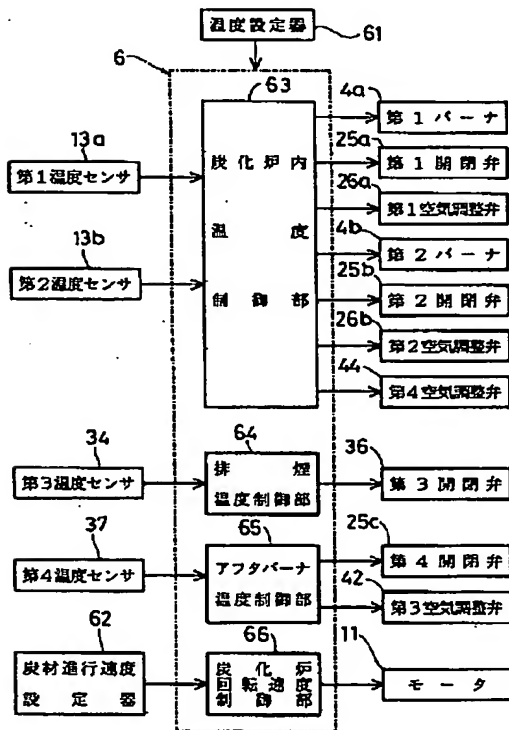 温度設定器
61
6
63
炭化炉内
温度
制御部
13a
第1温度センサ
13b
第2温度センサ
4a
第1バーナ
25a
第1開閉弁
26a
第1空気調整弁
4b
第2バーナ
25b
第2開閉弁
26b
第2空気調整弁
44
第4空気調整弁
34
第3温度センサ
64
排煙
温度制御部
36
第3開閉弁
37
第4温度センサ
65
アフタバーナ
温度制御部
25c
第4開閉弁
42
第3空気調整弁
62
炭材進行速度
設定器
66
炭化炉
回転速度
制御部
11
モータ